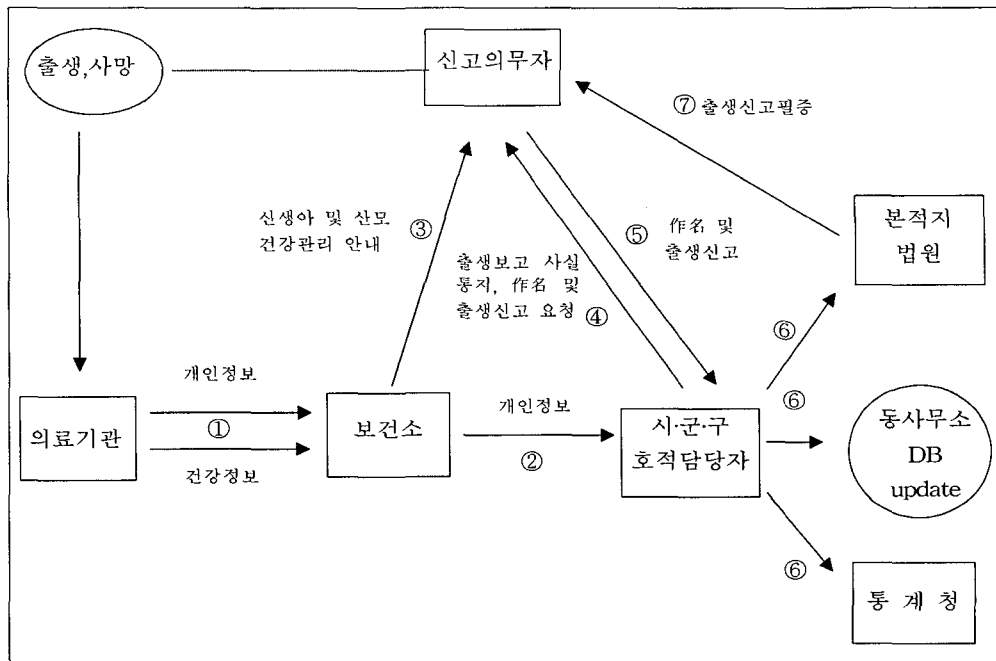 출생,사망
신고의무자
⑦ 출생신고필증
신생아 및 산모
건강관리 안내
③
출생보고 사실
통지, 作名 및
출생신고 요청
④
⑤
作名 및
출생신고
본적지
법원
⑥
개인정보
의료기관
①
건강정보
보건소
개인정보
②
시·군·구
호적담당자
⑥
동사무소
DB
update
⑥
통계청